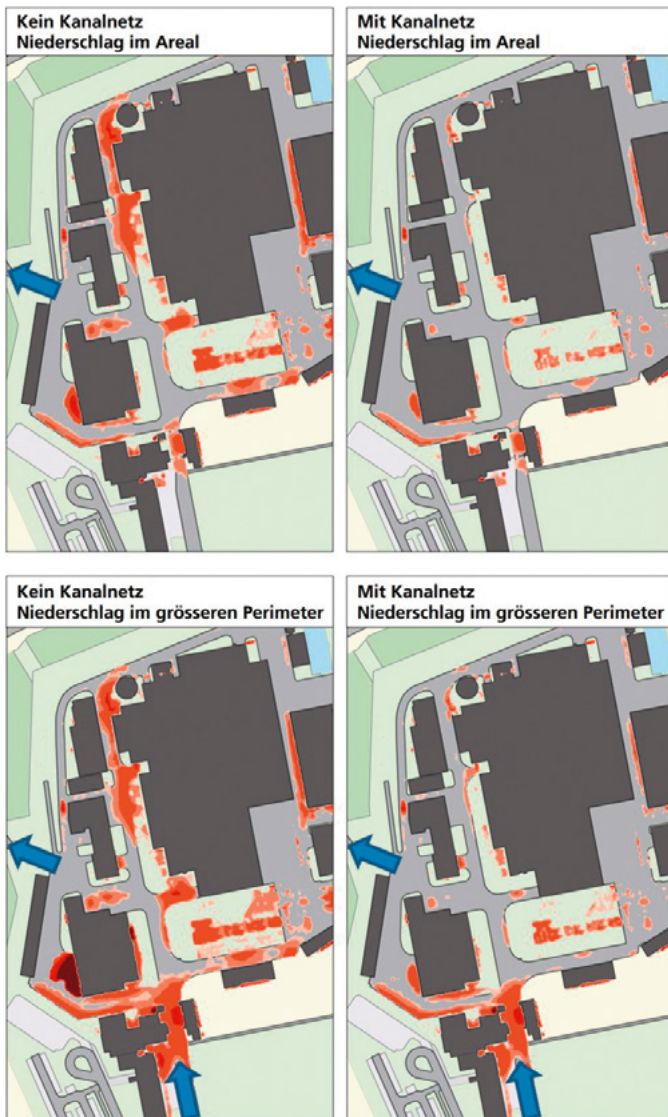 Kein Kanalnetz
Niederschlag im Areal
Mit Kanalnetz
Niederschlag im Areal
Kein Kanalnetz
Niederschlag im grösseren Perimeter
Mit Kanalnetz
Niederschlag im grösseren Perimeter